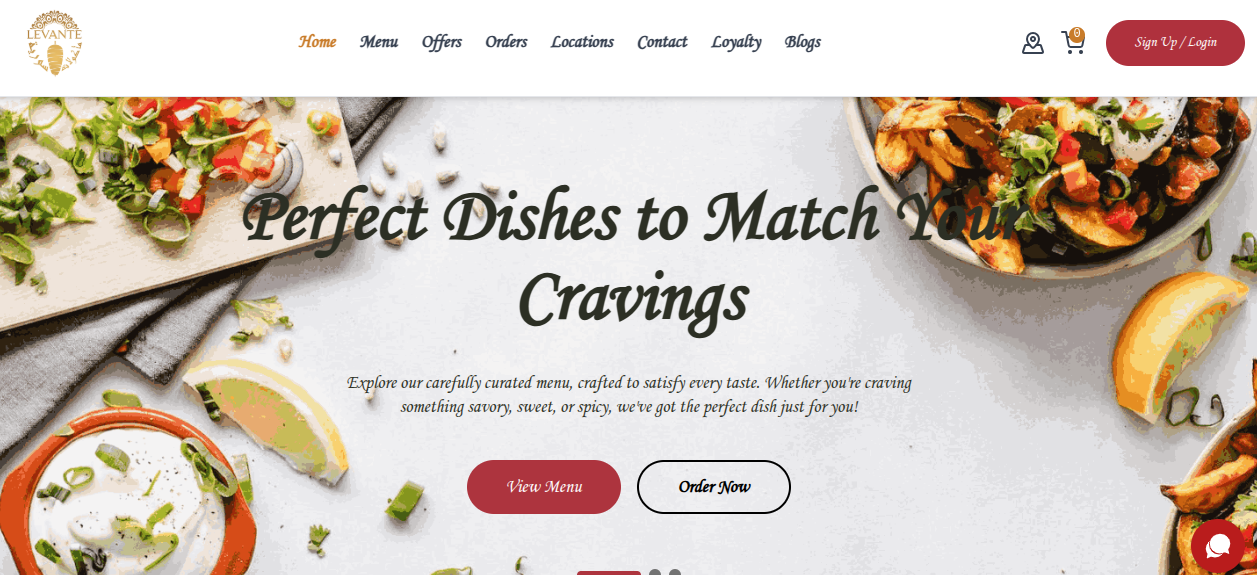 LEVANTE
Home Menu Offers Orders Locations Contact Loyalty Blogs
0
Sign Up / Login
Perfect Dishes to Match Your
Cravings
Explore our carefully curated menu, crafted to satisfy every taste. Whether you're craving
something savory, sweet, or spicy, we've got the perfect dish just for you!
View Menu
Order Now